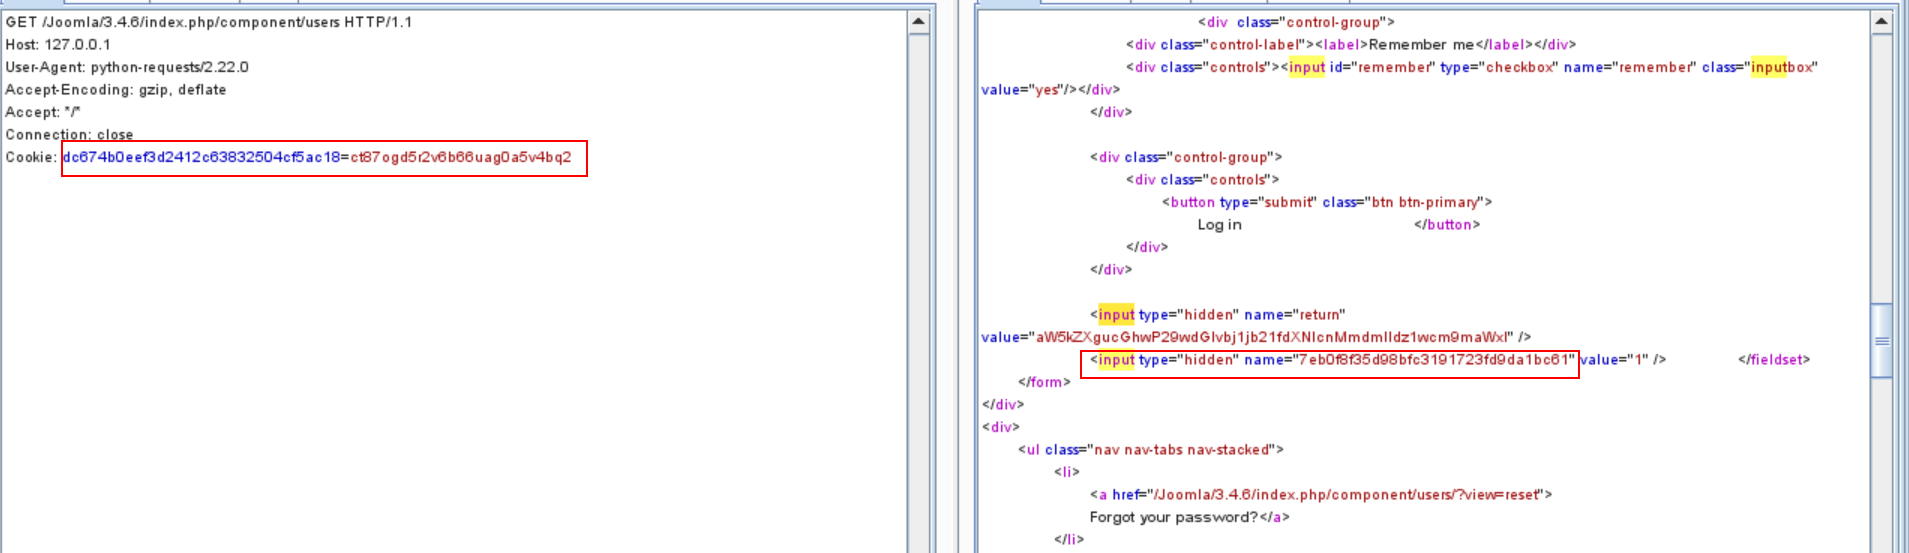 GET /Joomla/3.4.6/index.php/component/users HTTP/1.1
Host: 127.0.0.1
User-Agent: python-requests/2.22.0
Accept-Encoding: gzip, deflate
Accept: */*
Connection: close
Cookie: dc674b0eef3d2412c63832504cf5ac18=ct87ogd5r2v6b66uag0a5v4bq2
<div class="control-group">
<div class="control-label"><label>Remember me</label></div>
<div class="controls"><input id="remember" type="checkbox" name="remember" class="inputbox"
value="yes"/></div>
</div>
<div class="control-group">
<div class="controls">
<button type="submit" class="btn btn-primary">
Log in </button>
</div>
</div>
<input type="hidden" name="return"
value="aW5kZXgucGhwP29wdGlvbj1jb21fdXNlcnMmdmlldz1wcm9maWxl" />
<input type="hidden" name="7eb0f8f35d98bfc3191723fd9da1bc61" value="1" /> </fieldset>
</form>
</div>
<div>
<ul class="nav nav-tabs nav-stacked">
<li>
<a href="/Joomla/3.4.6/index.php/component/users/?view=reset">
Forgot your password?</a>
</li>